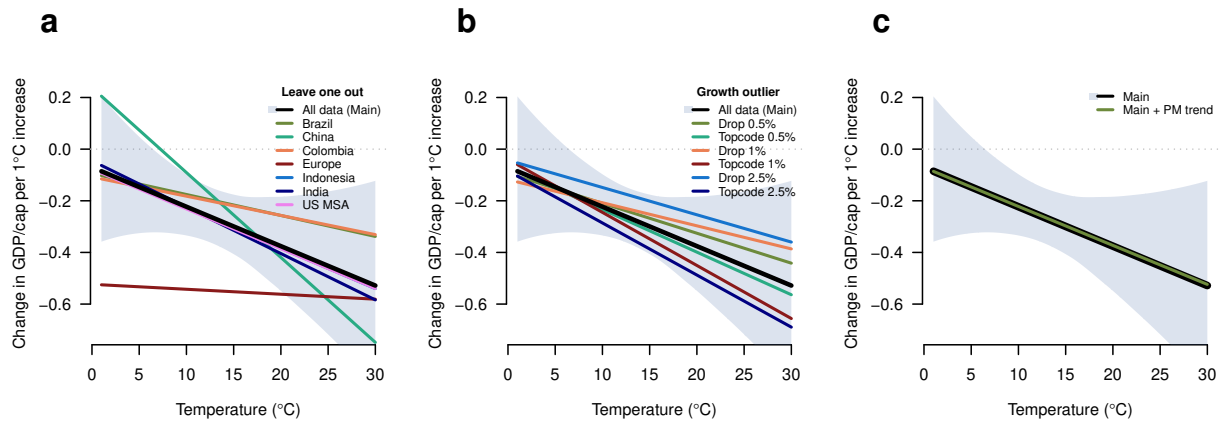 a
Change in GDP/cap per 1°C increase
0.2
0.0
−0.2
−0.4
−0.6
0
5
10
15
20
25
30
Temperature (°C)
Leave one out
All data (Main)
Brazil
China
Colombia
Europe
Indonesia
India
US MSA
b
Change in GDP/cap per 1°C increase
0.2
0.0
−0.2
−0.4
−0.6
0
5
10
15
20
25
30
Temperature (°C)
Growth outlier
All data (Main)
Drop 0.5%
Topcode 0.5%
Drop 1%
Topcode 1%
Drop 2.5%
Topcode 2.5%
c
Change in GDP/cap per 1°C increase
0.2
0.0
−0.2
−0.4
−0.6
0
5
10
15
20
25
30
Temperature (°C)
Main
Main + PM trend